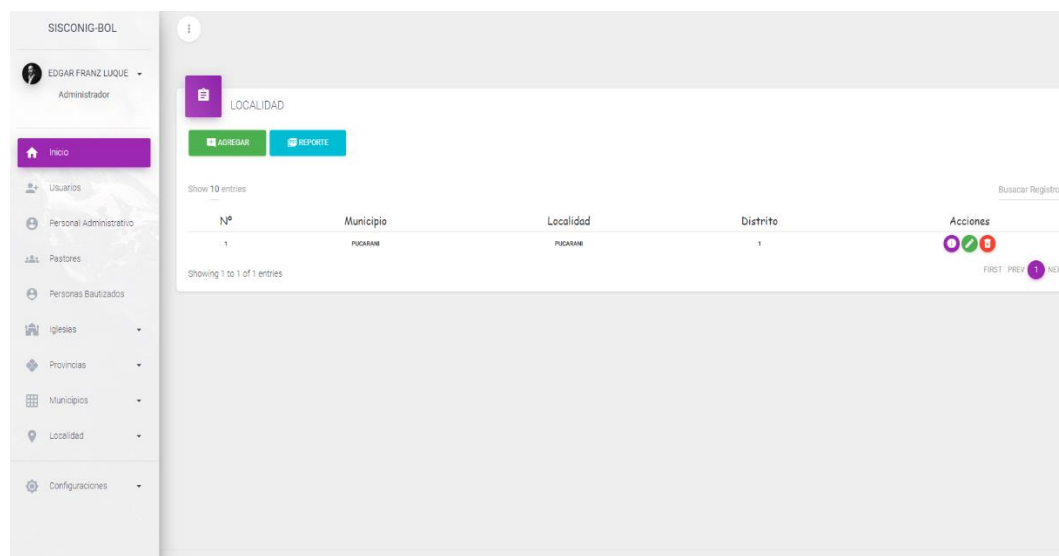 SISCONIG-BOL
EDGAR FRANZ LUQUE
Administrador
Inicio
Usuarios
Personal Administrativo
Pastores
Personas Bautizados
Iglesias
Provincias
Municipios
Localidad
Configuraciones
LOCALIDAD
AGREGAR REPORTE
Show 10 entries Busacar Registro
Nº Municipio Localidad Distrito Acciones
1 PUCARANI PUCARANI 1
Showing 1 to 1 of 1 entries FIRST PREV 1 NEX